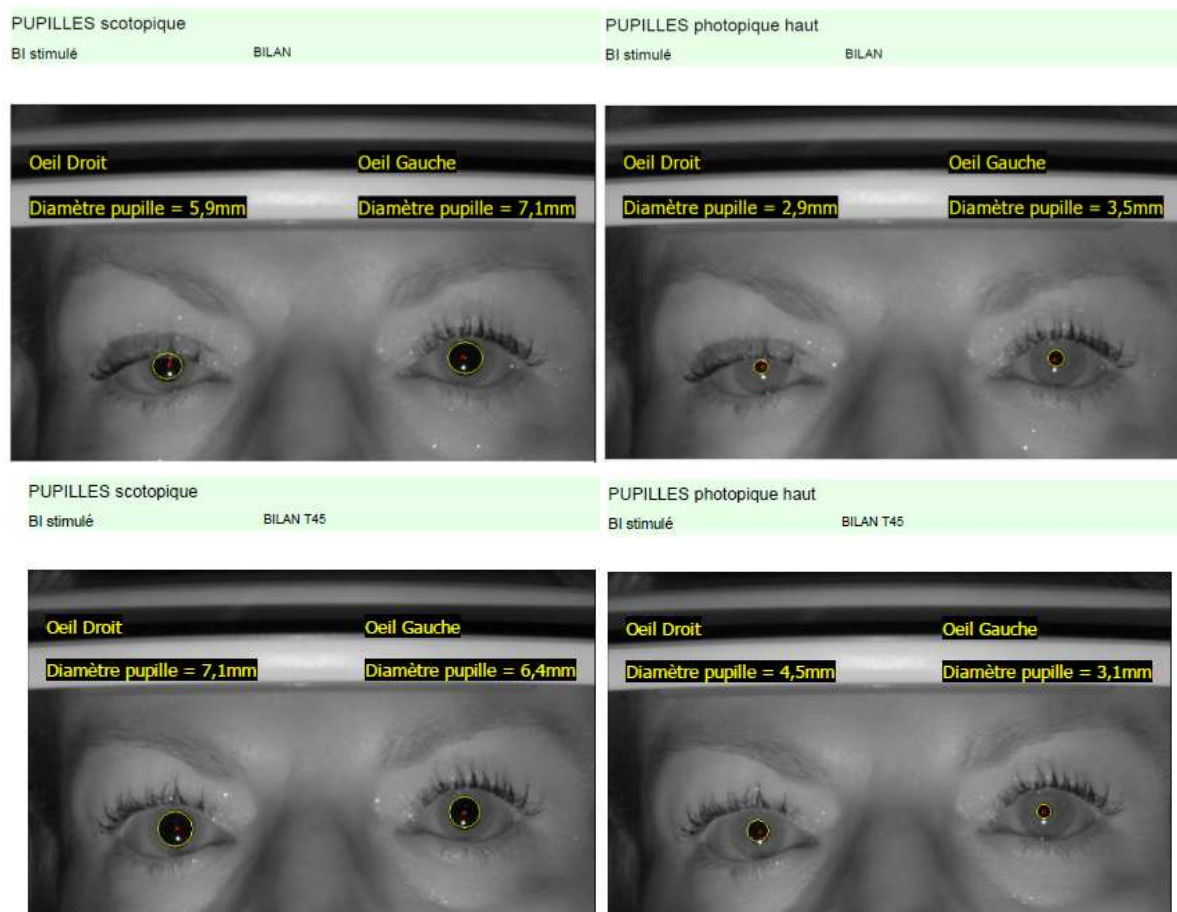 PUPILLES scotopique
BI stimulé BILAN
Oeil Droit Oeil Gauche
Diamètre pupille = 5,9mm Diamètre pupille = 7,1mm
PUPILLES photopique haut
BI stimulé BILAN
Oeil Droit Oeil Gauche
Diamètre pupille = 2,9mm Diamètre pupille = 3,5mm
PUPILLES scotopique
BI stimulé BILAN T45
Oeil Droit Oeil Gauche
Diamètre pupille = 7,1mm Diamètre pupille = 6,4mm
PUPILLES photopique haut
BI stimulé BILAN T45
Oeil Droit Oeil Gauche
Diamètre pupille = 4,5mm Diamètre pupille = 3,1mm